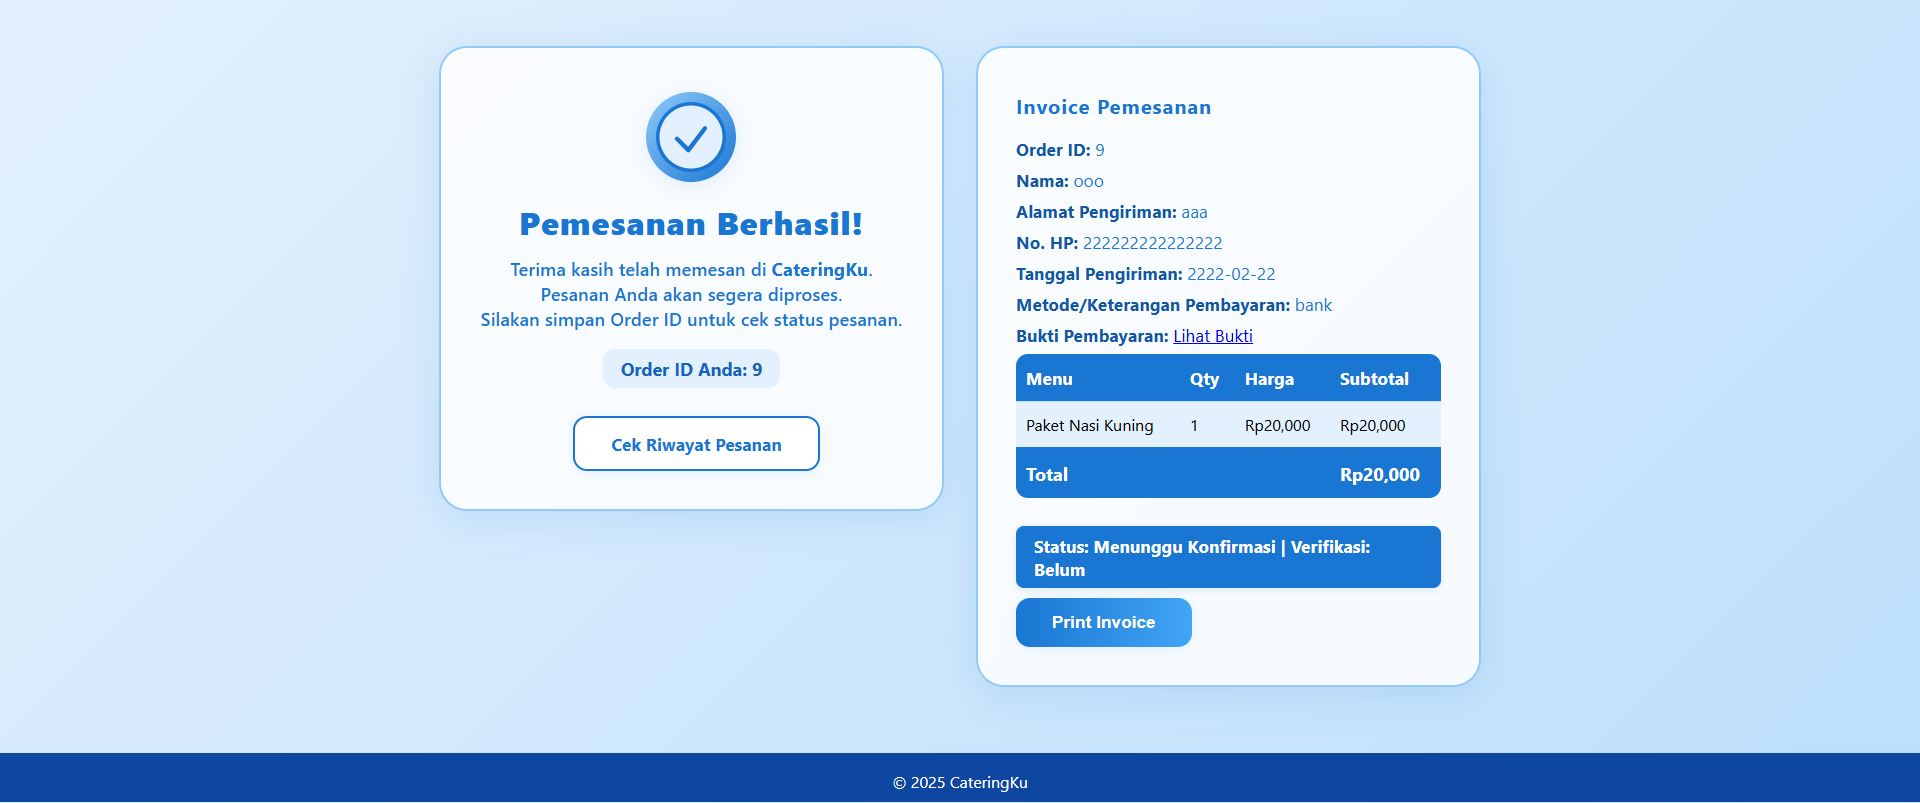 Pemesanan Berhasil!
Terima kasih telah memesan di CateringKu.
Pesanan Anda akan segera diproses.
Silakan simpan Order ID untuk cek status pesanan.
Order ID Anda: 9
Cek Riwayat Pesanan
Invoice Pemesanan
Order ID: 9
Nama: ooo
Alamat Pengiriman: aaa
No. HP: 222222222222222
Tanggal Pengiriman: 2222-02-22
Metode/Keterangan Pembayaran: bank
Bukti Pembayaran: Lihat Bukti
Menu Qty Harga Subtotal
Paket Nasi Kuning 1 Rp20,000 Rp20,000
Total Rp20,000
Status: Menunggu Konfirmasi | Verifikasi:
Belum
Print Invoice
© 2025 CateringKu